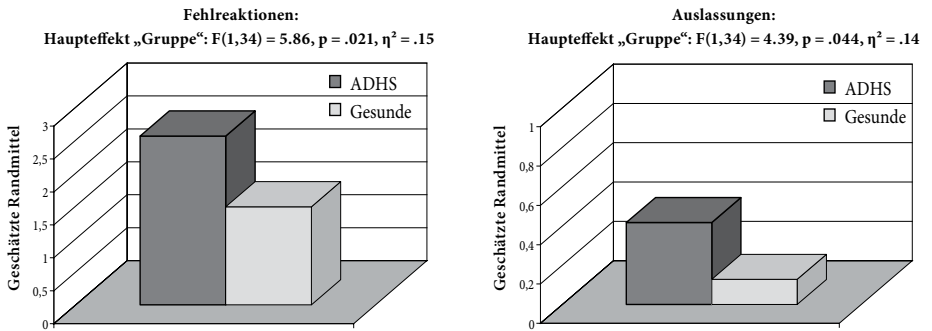 Fehlreaktionen:
Haupteffekt „Gruppe“: F(1,34) = 5.86, p = .021, η² = .15
ADHS
Gesunde
Geschätzte Randmittel
3
2,5
2
1,5
1
0,5
0
Auslassungen:
Haupteffekt „Gruppe“: F(1,34) = 4.39, p = .044, η² = .14
ADHS
Gesunde
Geschätzte Randmittel
1
0,8
0,6
0,4
0,2
0